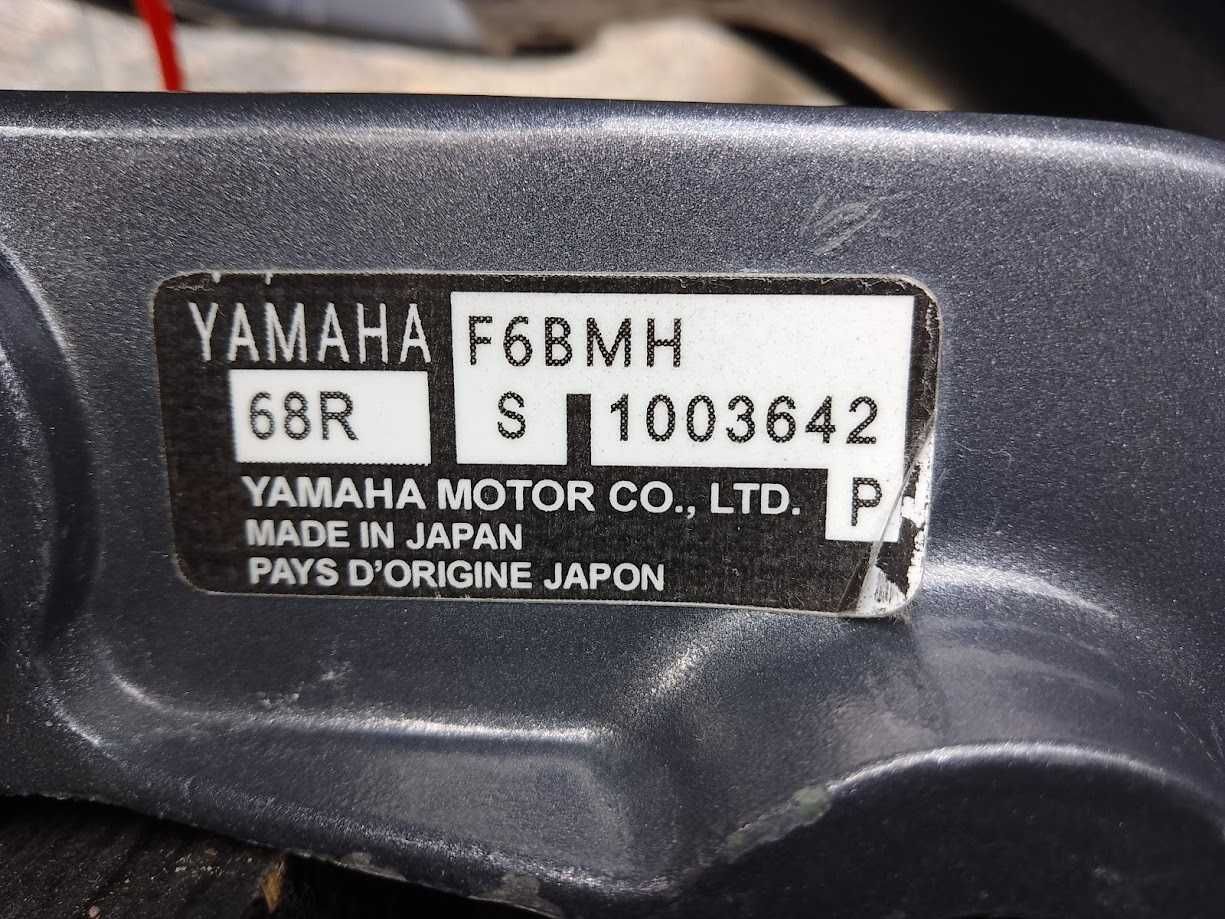 YAMAHA F6BMH
68R S 1003642
YAMAHA MOTOR CO., LTD. P
MADE IN JAPAN
PAYS D'ORIGINE JAPON